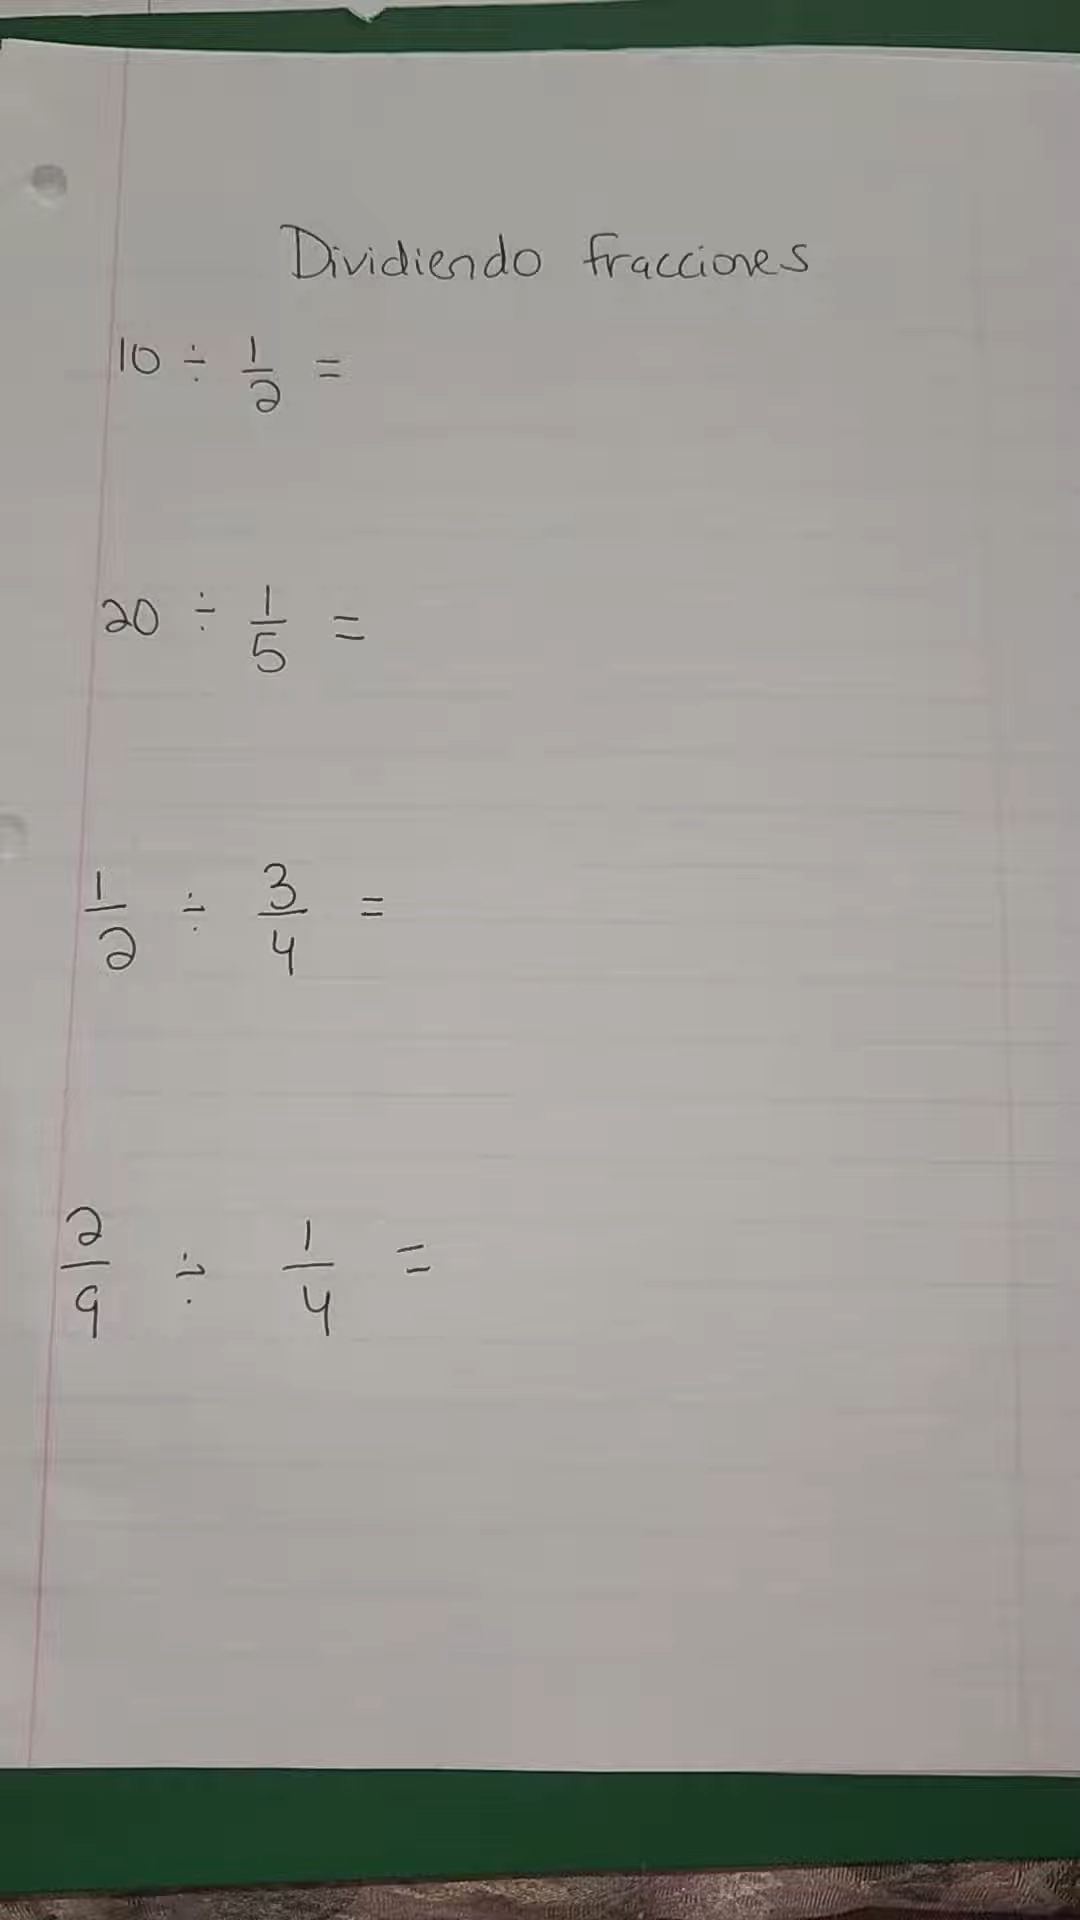 Dividiendo fracciones
10 ÷ 1/2 =
20 ÷ 1/5 =
1/2 ÷ 3/4 =
2/9 ÷ 1/4 =